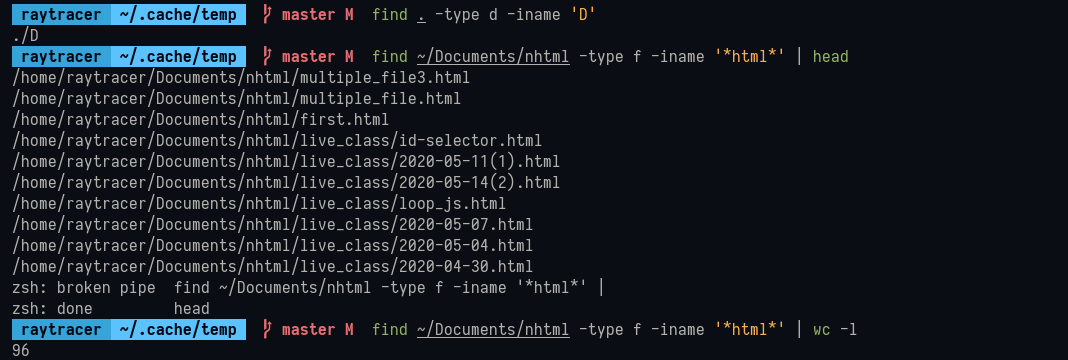 raytracer ~/.cache/temp master M find . -type d -iname 'D'
./D
raytracer ~/.cache/temp master M find ~/Documents/nhtml -type f -iname '*html*' | head
/home/raytracer/Documents/nhtml/multiple_file3.html
/home/raytracer/Documents/nhtml/multiple_file.html
/home/raytracer/Documents/nhtml/first.html
/home/raytracer/Documents/nhtml/live_class/id-selector.html
/home/raytracer/Documents/nhtml/live_class/2020-05-11(1).html
/home/raytracer/Documents/nhtml/live_class/2020-05-14(2).html
/home/raytracer/Documents/nhtml/live_class/loop_js.html
/home/raytracer/Documents/nhtml/live_class/2020-05-07.html
/home/raytracer/Documents/nhtml/live_class/2020-05-04.html
/home/raytracer/Documents/nhtml/live_class/2020-04-30.html
zsh: broken pipe  find ~/Documents/nhtml -type f -iname '*html*' |
zsh: done         head
raytracer ~/.cache/temp master M find ~/Documents/nhtml -type f -iname '*html*' | wc -l
96